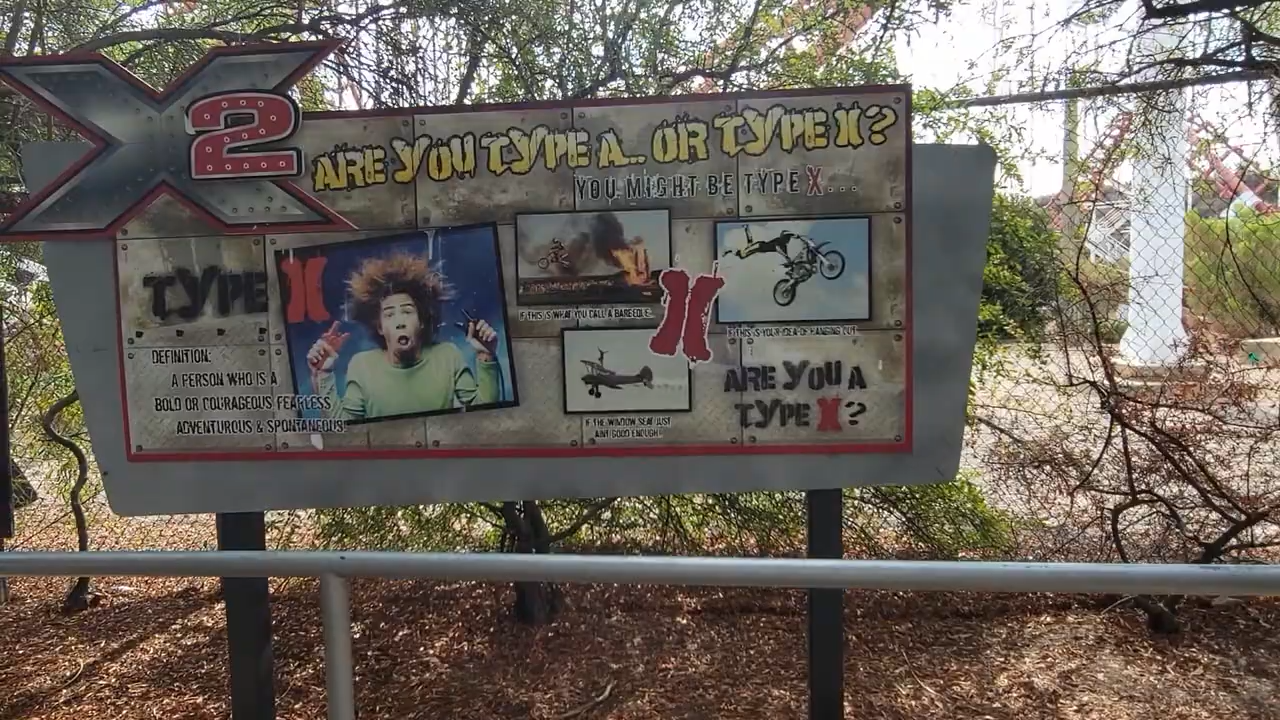 X2
ARE YOU TYPE A... OR TYPE X?
YOU MIGHT BE TYPE X...
TYPE X
DEFINITION:
A PERSON WHO IS A
BOLD OR COURAGEOUS FEARLESS
ADVENTUROUS & SPONTANEOUS!
IF THIS IS WHAT YOU CALL A BARBEQUE.
X
IF THIS IS YOUR IDEA OF HANGING OUT.
IF THE WINDOW SEAT JUST
AINT GOOD ENOUGH.
ARE YOU A
TYPE X?